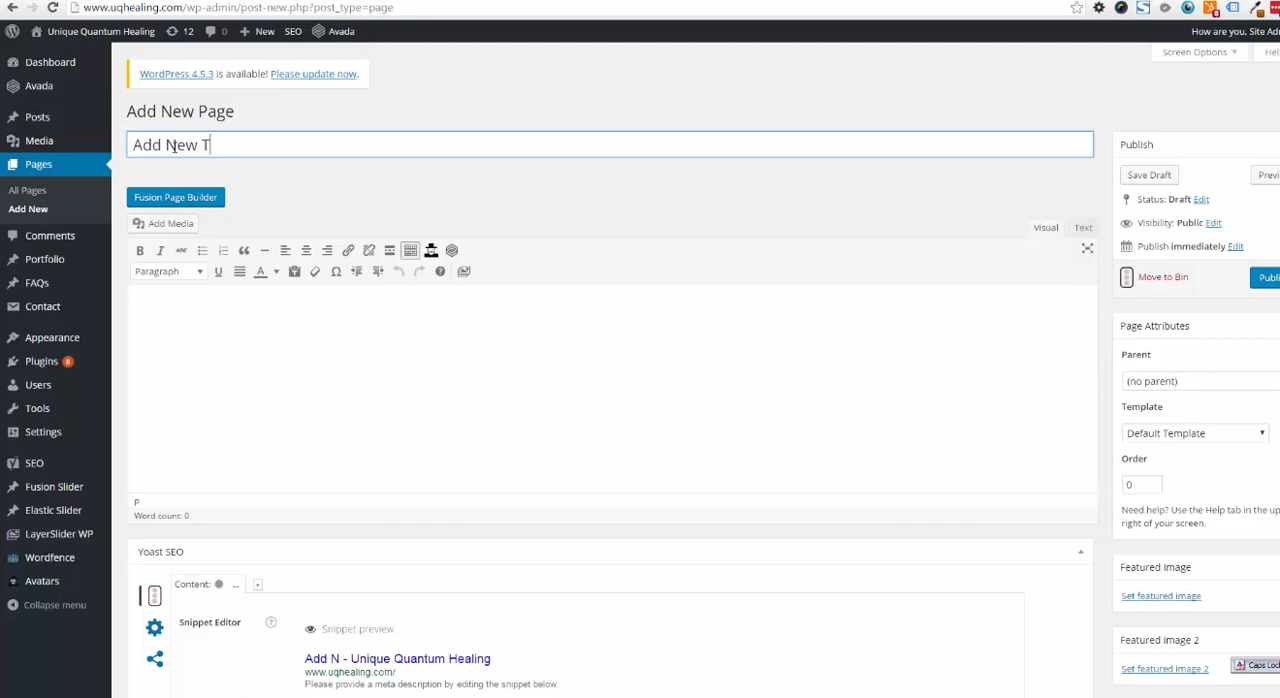 www.uqhealing.com/wp-admin/post-new.php?post_type=page
8
Unique Quantum Healing 12 0 New SEO Avada How are you, Site Ad
Screen Options Hel
Dashboard
Avada
Posts
Media
Pages
All Pages
Add New
Comments
Portfolio
FAQs
Contact
Appearance
Plugins 8
Users
Tools
Settings
SEO
Fusion Slider
Elastic Slider
LayerSlider WP
Wordfence
Avatars
Collapse menu
WordPress 4.5.3 is available! Please update now.
Add New Page
Add New T
Fusion Page Builder
Add Media
Visual Text
B I ABC
Paragraph U A Ω
p
Word count: 0
Yoast SEO
Content: ...
Snippet Editor
Snippet preview
Add N - Unique Quantum Healing
www.uqhealing.com/
Please provide a meta description by editing the snippet below.
Publish
Save Draft Previ
Status: Draft Edit
Visibility: Public Edit
Publish immediately Edit
Move to Bin Publi
Page Attributes
Parent
(no parent)
Template
Default Template
Order
0
Need help? Use the Help tab in the up
right of your screen.
Featured Image
Set featured image
Featured image 2
Set featured image 2
Caps Loc